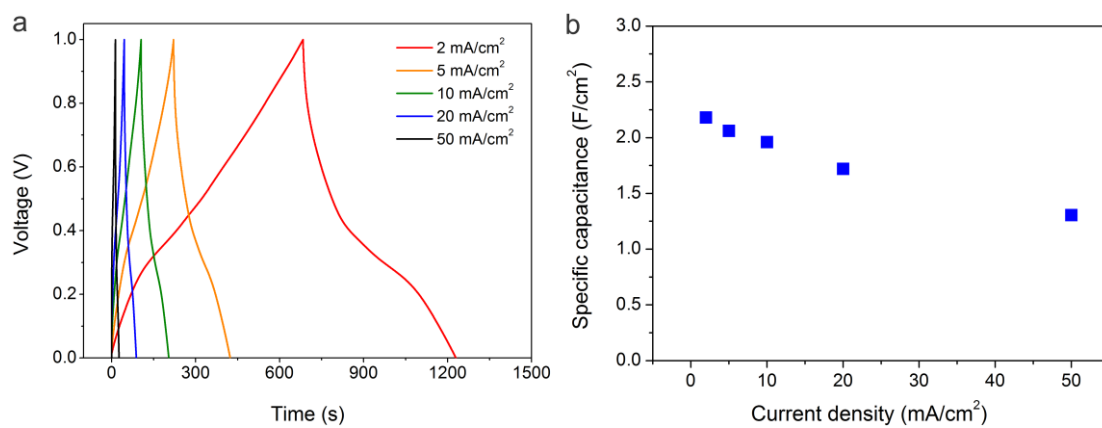 a
Voltage (V)
1.0
0.8
0.6
0.4
0.2
0.0
0 300 600 900 1200 1500
Time (s)
2 mA/cm²
5 mA/cm²
10 mA/cm²
20 mA/cm²
50 mA/cm²
b
Specific capacitance (F/cm²)
3.0
2.5
2.0
1.5
1.0
0.5
0.0
0 10 20 30 40 50
Current density (mA/cm²)